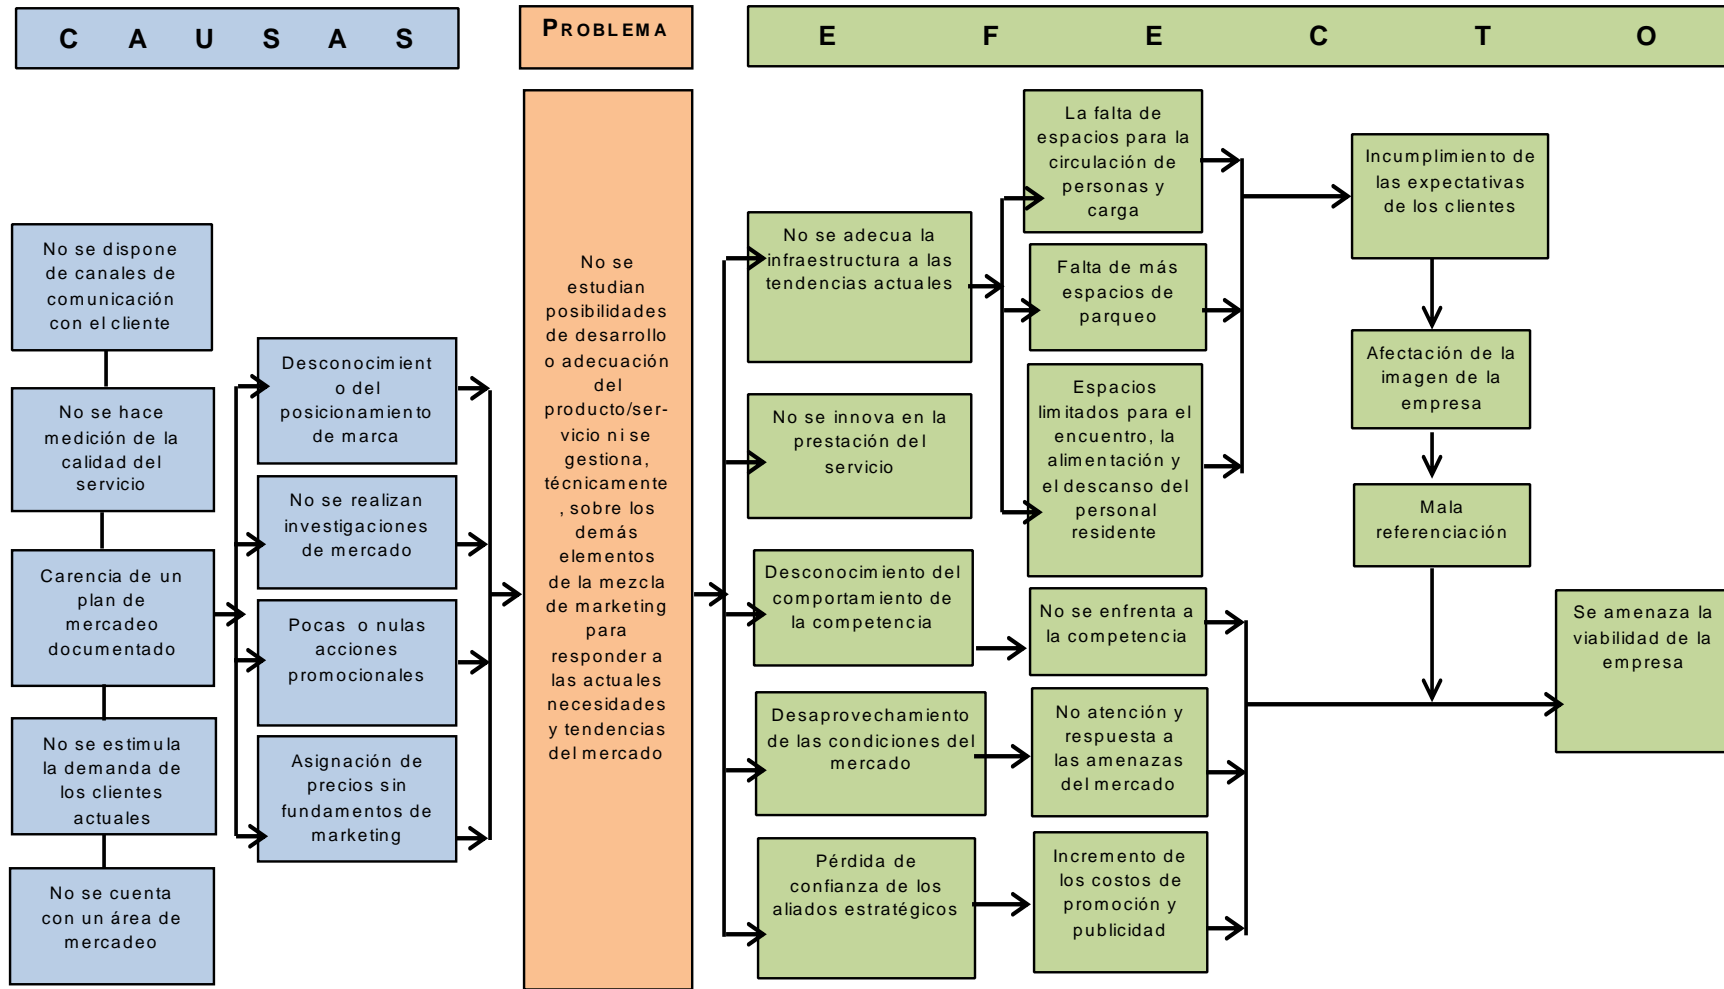 C A U S A S
PROBLEMA
E F E C T O
No se dispone
de canales de
comunicación
con el cliente
No se hace
medición de la
calidad del
servicio
Carencia de un
plan de
mercadeo
documentado
No se estimula
la demanda de
los clientes
actuales
No se cuenta
con un área de
mercadeo
Desconocimient
o del
posicionamiento
de marca
No se realizan
investigaciones
de mercado
Pocas o nulas
acciones
promocionales
Asignación de
precios sin
fundamentos de
marketing
No se
estudian
posibilidades
de desarrollo
o adecuación
del
producto/ser-
vicio ni se
gestiona,
técnicamente
, sobre los
demás
elementos
de la mezcla
de marketing
para
responder a
las actuales
necesidades
y tendencias
del mercado
No se adecua la
infraestructura a las
tendencias actuales
No se innova en la
prestación del
servicio
Desconocimiento del
comportamiento de
la competencia
Desaprovechamiento
de las condiciones del
mercado
Pérdida de
confianza de los
aliados estratégicos
La falta de
espacios para la
circulación de
personas y
carga
Falta de más
espacios de
parqueo
Espacios
limitados para el
encuentro, la
alimentación y
el descanso del
personal
residente
No se enfrenta a
la competencia
No atención y
respuesta a
las amenazas
del mercado
Incremento de
los costos de
promoción y
publicidad
Incumplimiento de
las expectativas
de los clientes
Afectación de la
imagen de la
empresa
Mala
referenciación
Se amenaza la
viabilidad de la
empresa